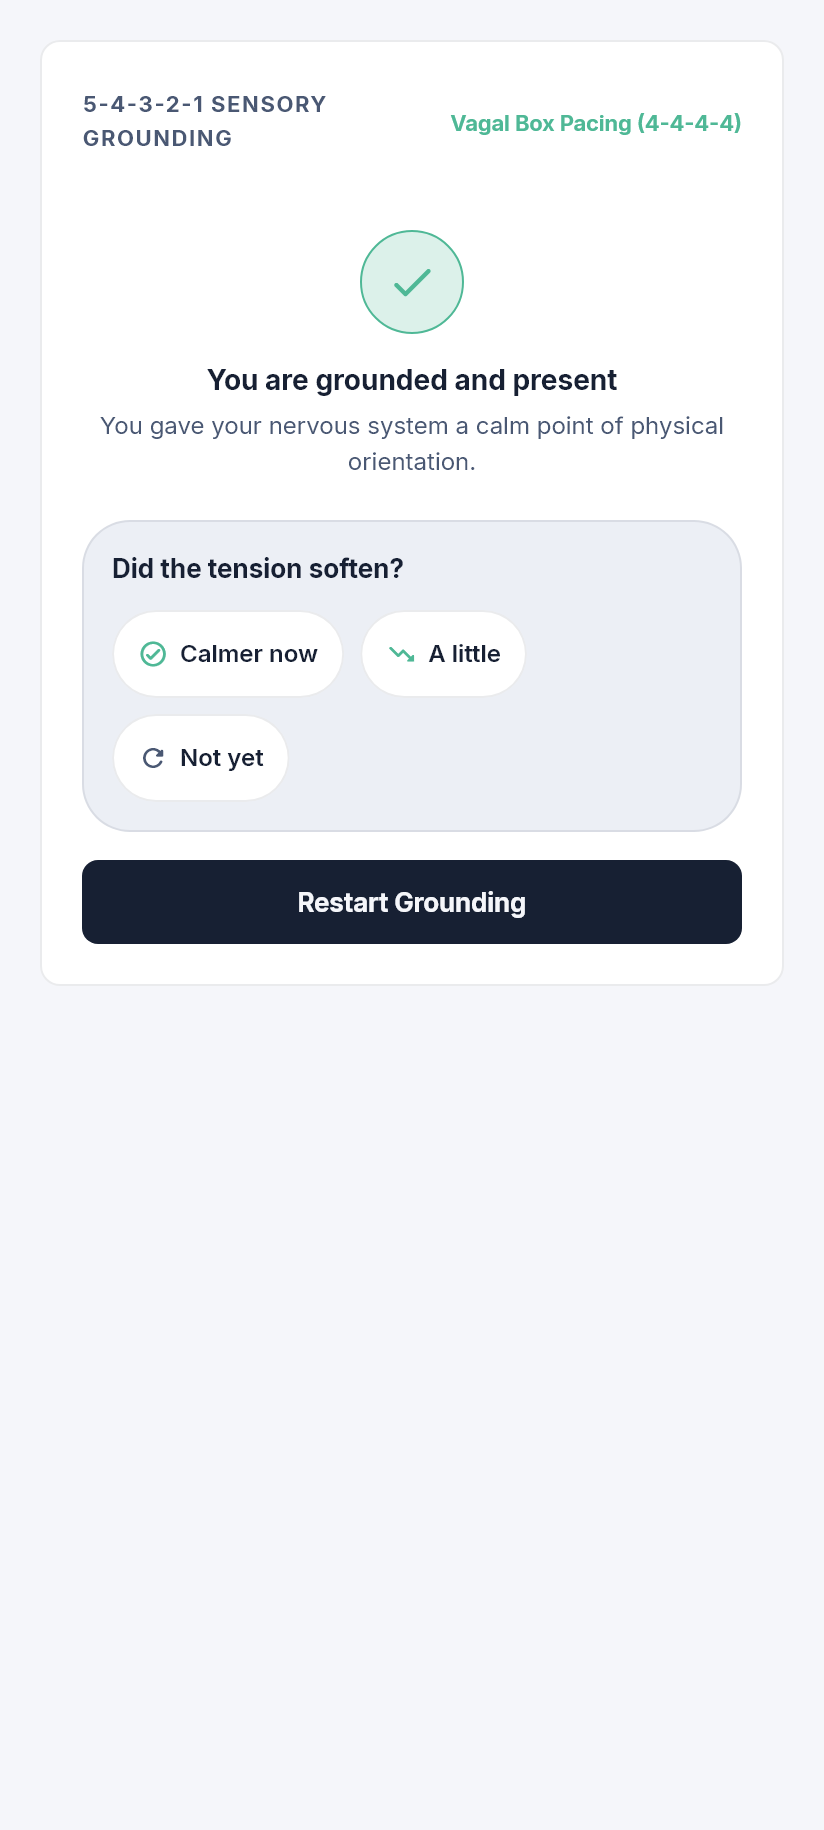 5-4-3-2-1 SENSORY
GROUNDING
Vagal Box Pacing (4-4-4-4)
You are grounded and present
You gave your nervous system a calm point of physical
orientation.
Did the tension soften?
Calmer now
A little
Not yet
Restart Grounding